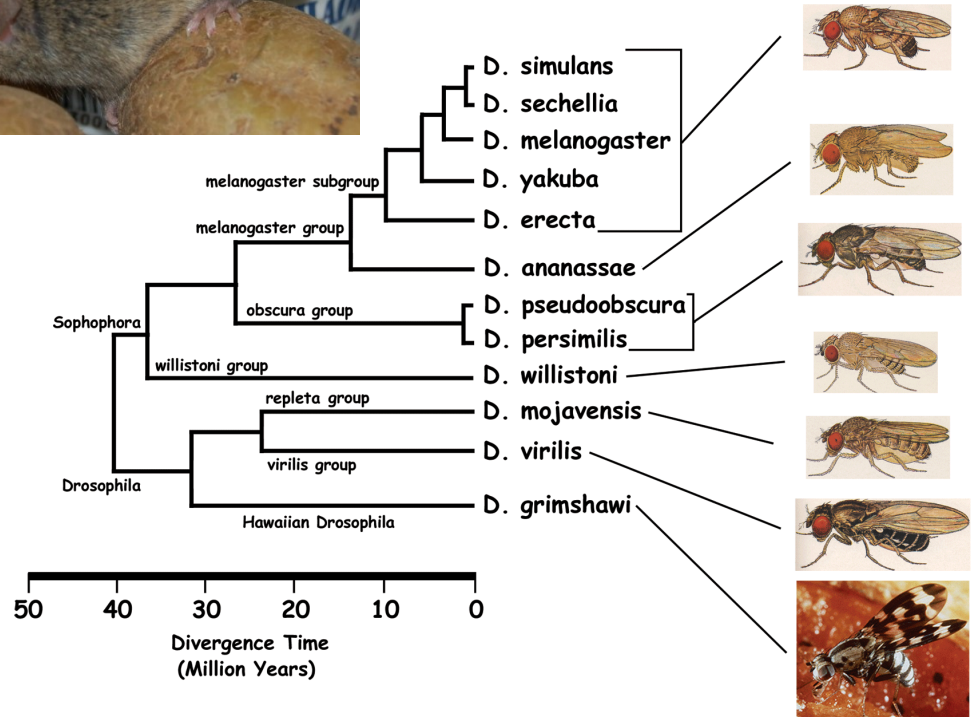 D. simulans
D. sechellia
D. melanogaster
melanogaster subgroup
D. yakuba
D. erecta
melanogaster group
D. ananassae
obscura group
D. pseudoobscura
Sophophora
D. persimilis
willistoni group
D. willistoni
repleta group
D. mojavensis
D. virilis
virilis group
Drosophila
D. grimshawi
Hawaiian Drosophila
50 40 30 20 10 0
Divergence Time
(Million Years)